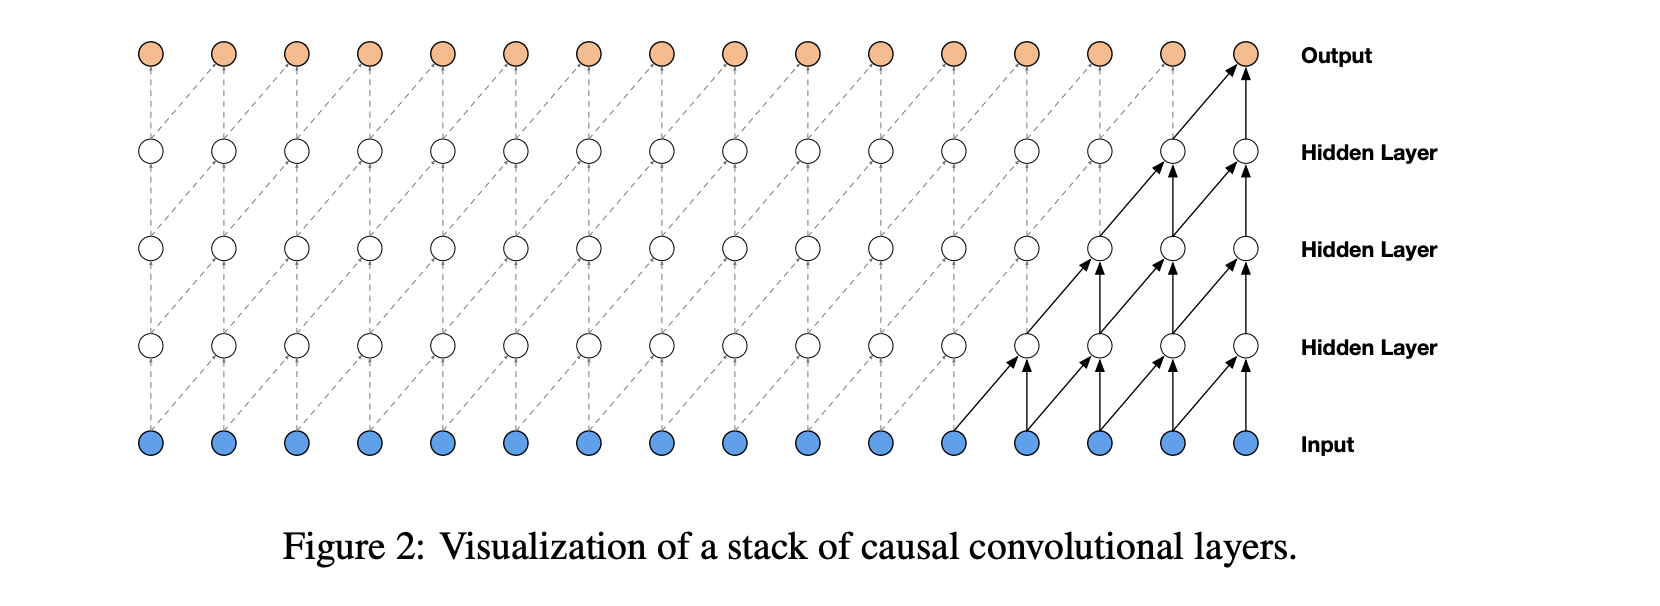 Output
Hidden Layer
Hidden Layer
Hidden Layer
Input
Figure 2: Visualization of a stack of causal convolutional layers.